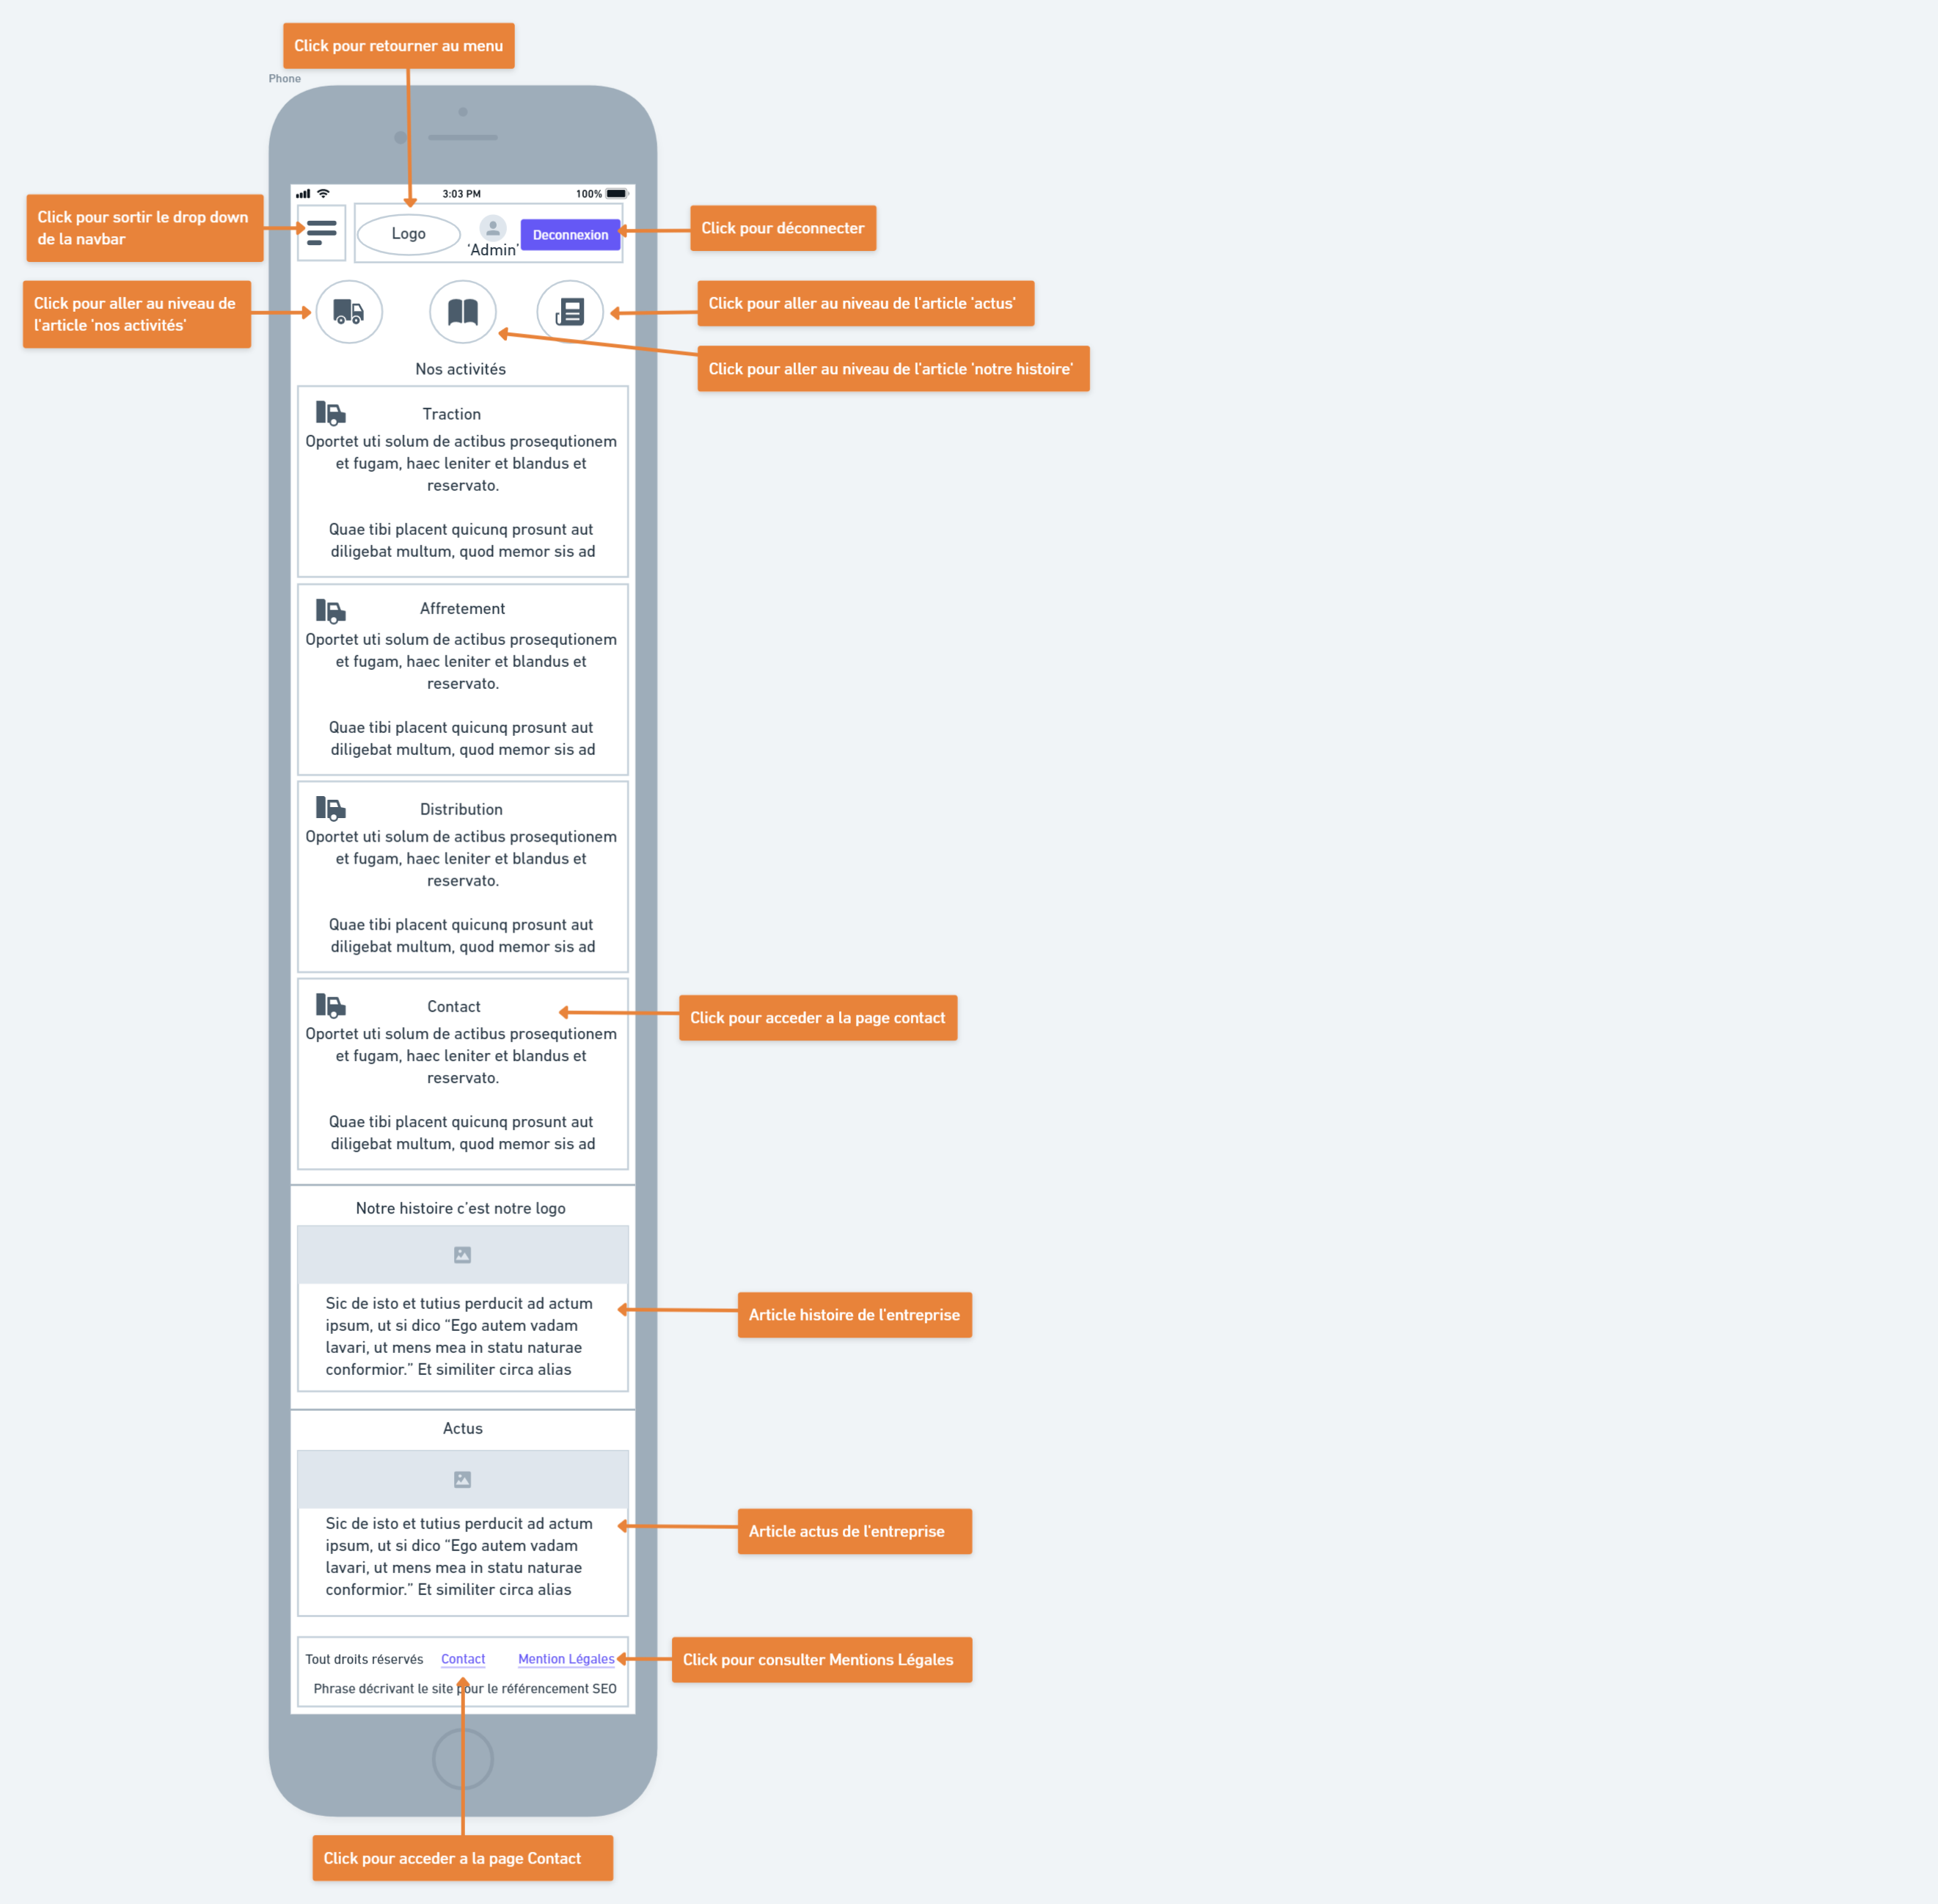 Click pour retourner au menu
Phone
3:03 PM
100%
Click pour sortir le drop down
de la navbar
Logo
'Admin'
Deconnexion
Click pour déconnecter
Click pour aller au niveau de
l'article 'nos activités'
Click pour aller au niveau de l'article 'actus'
Click pour aller au niveau de l'article 'notre histoire'
Nos activités
Traction
Oportet uti solum de actibus prosequtionem
et fugam, haec leniter et blandus et
reservato.
Quae tibi placent quicunq prosunt aut
diligebat multum, quod memor sis ad
Affretement
Oportet uti solum de actibus prosequtionem
et fugam, haec leniter et blandus et
reservato.
Quae tibi placent quicunq prosunt aut
diligebat multum, quod memor sis ad
Distribution
Oportet uti solum de actibus prosequtionem
et fugam, haec leniter et blandus et
reservato.
Quae tibi placent quicunq prosunt aut
diligebat multum, quod memor sis ad
Contact
Click pour acceder a la page contact
Oportet uti solum de actibus prosequtionem
et fugam, haec leniter et blandus et
reservato.
Quae tibi placent quicunq prosunt aut
diligebat multum, quod memor sis ad
Notre histoire c'est notre logo
Sic de isto et tutius perducit ad actum
ipsum, ut si dico "Ego autem vadam
lavari, ut mens mea in statu naturae
conformior." Et similiter circa alias
Article histoire de l'entreprise
Actus
Sic de isto et tutius perducit ad actum
ipsum, ut si dico "Ego autem vadam
lavari, ut mens mea in statu naturae
conformior." Et similiter circa alias
Article actus de l'entreprise
Tout droits réservés
Contact
Mention Légales
Click pour consulter Mentions Légales
Phrase décrivant le site pour le référencement SEO
Click pour acceder a la page Contact